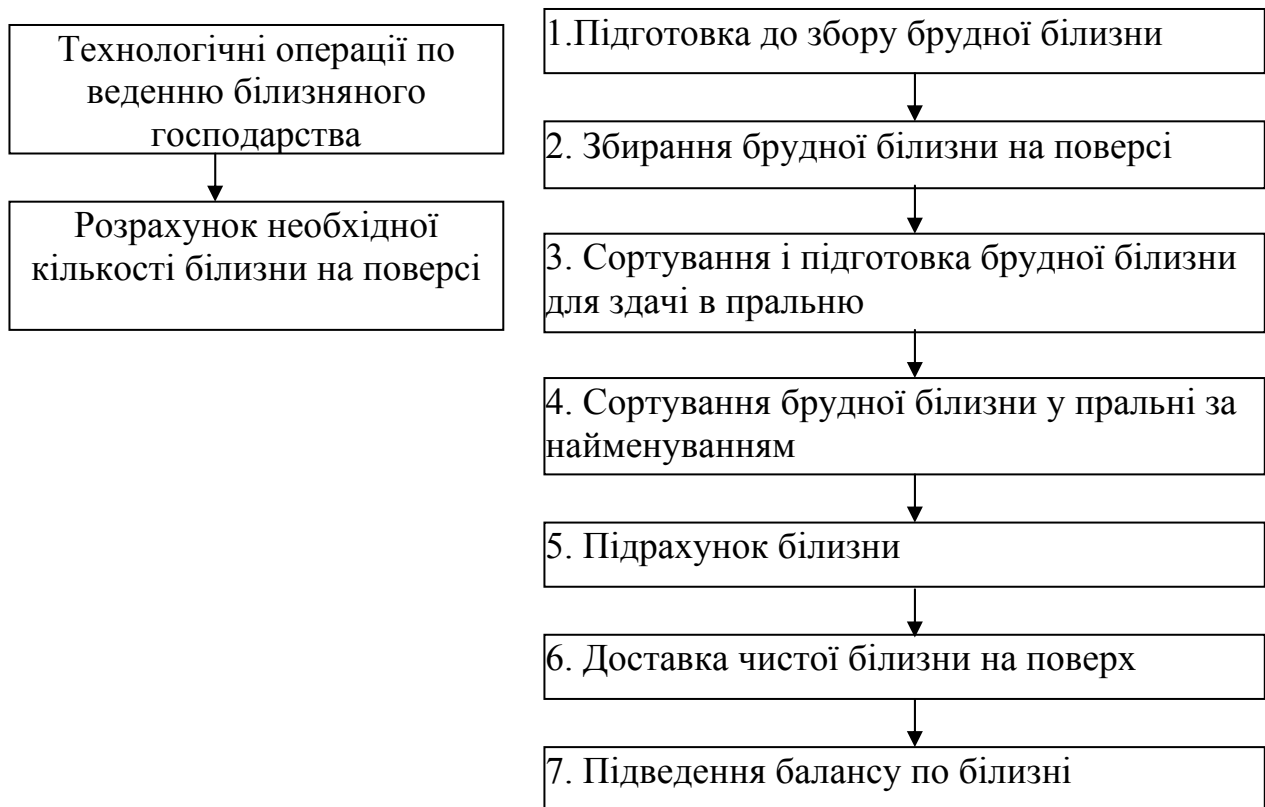 Технологічні операції по
веденню білизняного
господарства
Розрахунок необхідної
кількості білизни на поверсі
1.Підготовка до збору брудної білизни
2. Збирання брудної білизни на поверсі
3. Сортування і підготовка брудної білизни
для здачі в пральню
4. Сортування брудної білизни у пральні за
найменуванням
5. Підрахунок білизни
6. Доставка чистої білизни на поверх
7. Підведення балансу по білизні